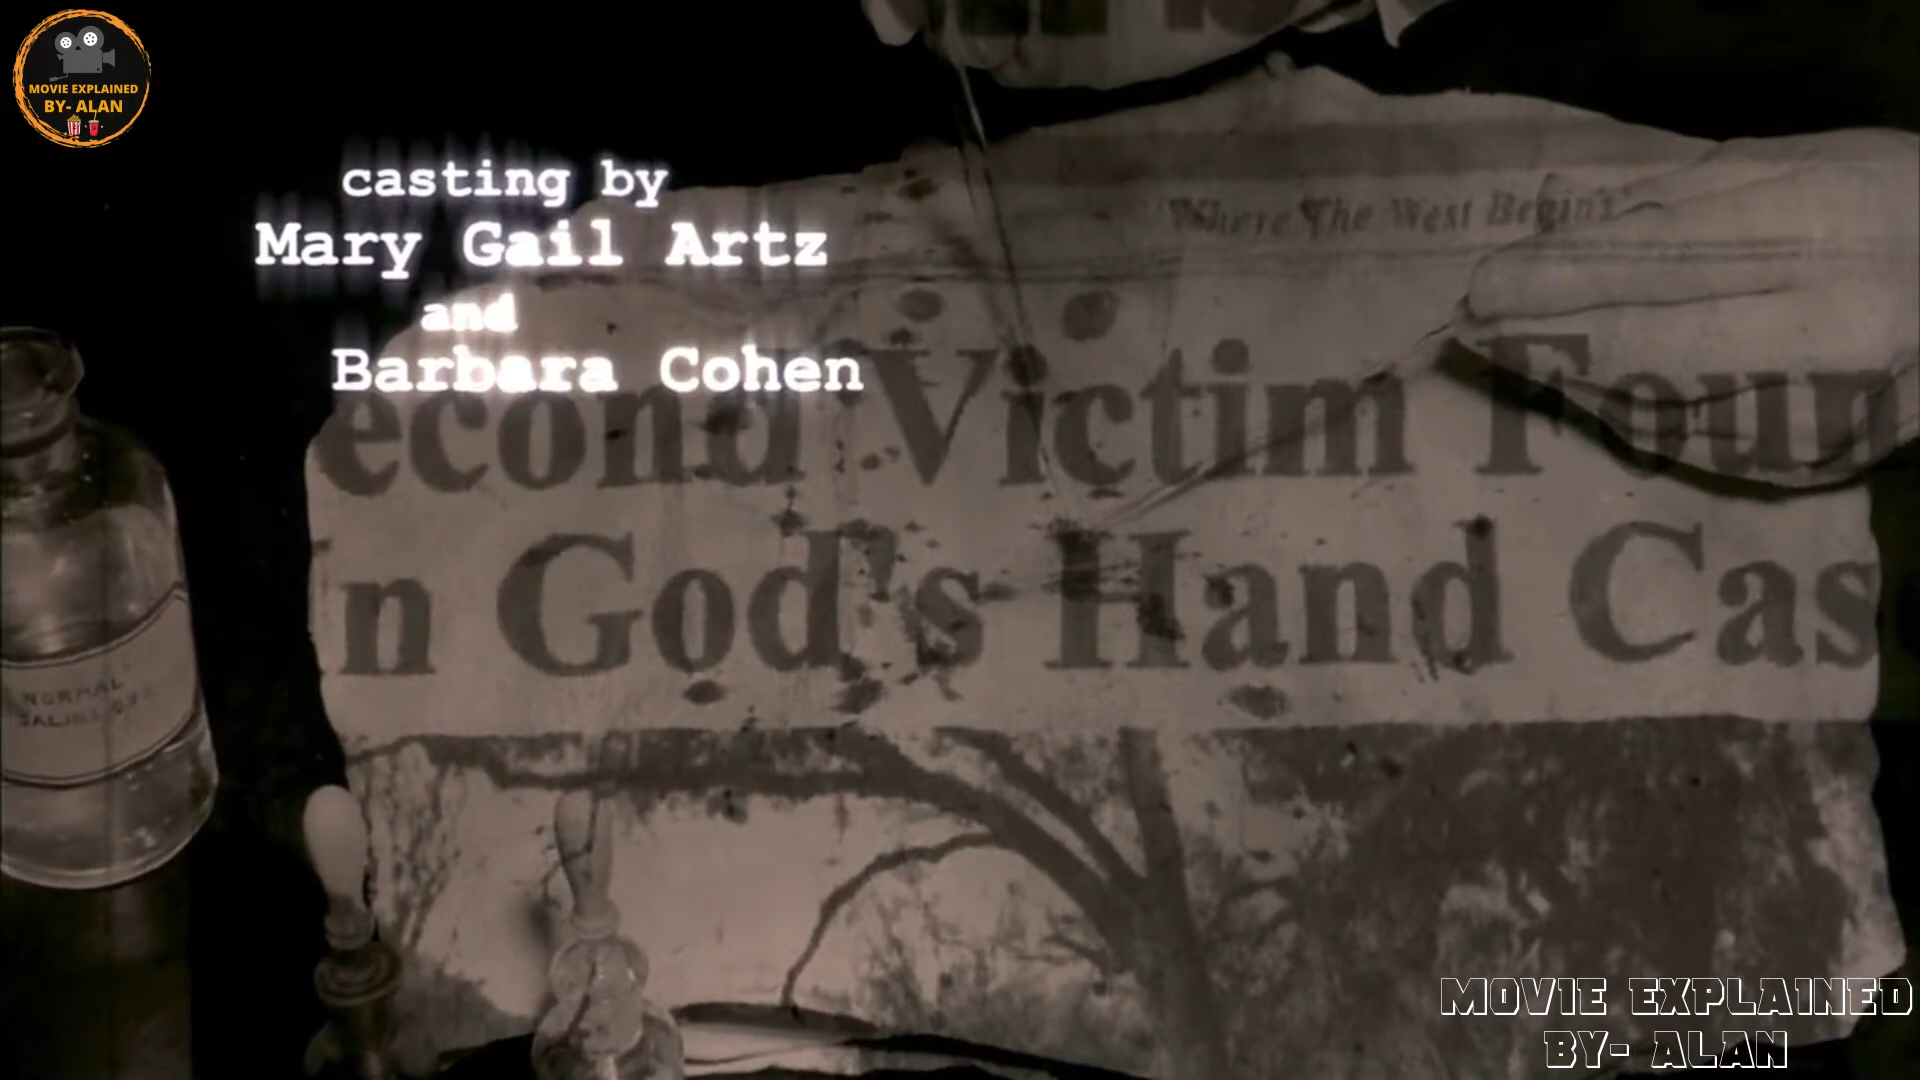 MOVIE EXPLAINED
BY- ALAN
casting by
Mary Gail Artz
and
Barbara Cohen
Where The West Begins
econd Victim Foun
In God's Hand Cas
NORMAL
MOVIE EXPLAINED
BY- ALAN